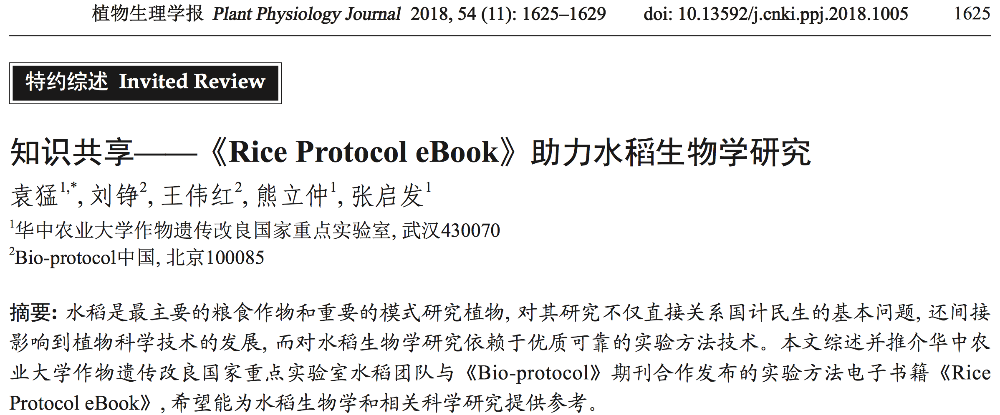 植物生理学报 Plant Physiology Journal 2018, 54 (11): 1625–1629 doi: 10.13592/j.cnki.ppj.2018.1005 1625
特约综述 Invited Review
知识共享——《Rice Protocol eBook》助力水稻生物学研究
袁猛1,*, 刘铮2, 王伟红2, 熊立仲1, 张启发1
1华中农业大学作物遗传改良国家重点实验室, 武汉430070
2Bio-protocol中国, 北京100085
摘要: 水稻是最主要的粮食作物和重要的模式研究植物, 对其研究不仅直接关系国计民生的基本问题, 还间接
影响到植物科学技术的发展, 而对水稻生物学研究依赖于优质可靠的实验方法技术。本文综述并推介华中农
业大学作物遗传改良国家重点实验室水稻团队与《Bio-protocol》期刊合作发布的实验方法电子书籍《Rice
Protocol eBook》, 希望能为水稻生物学和相关科学研究提供参考。